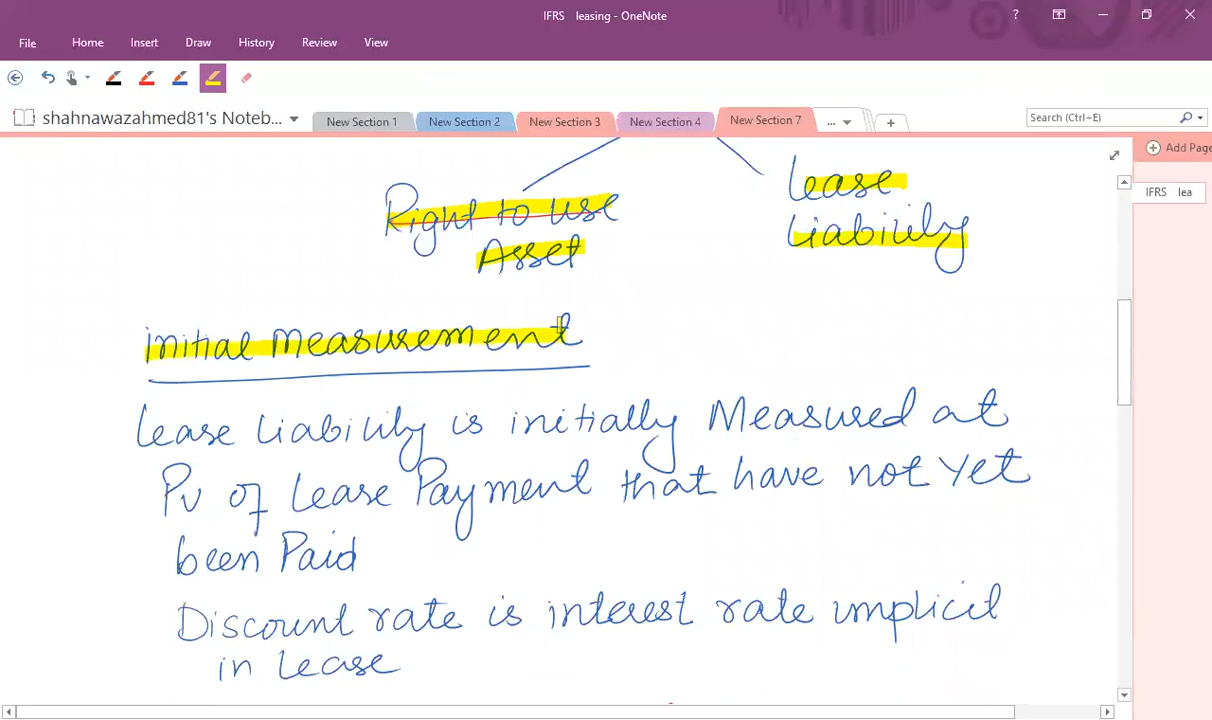 IFRS leasing - OneNote
?
File Home Insert Draw History Review View
shahnawazahmed81's Noteb... New Section 1 New Section 2 New Section 3 New Section 4 New Section 7 ... + Search (Ctrl+E)
Add Page
IFRS lea
Right to use
Asset
Lease
Liability
initial measurement
Lease Liability is initially Measured at
Pv of Lease Payment that have not Yet
been Paid
Discount rate is interest rate implicit
in Lease